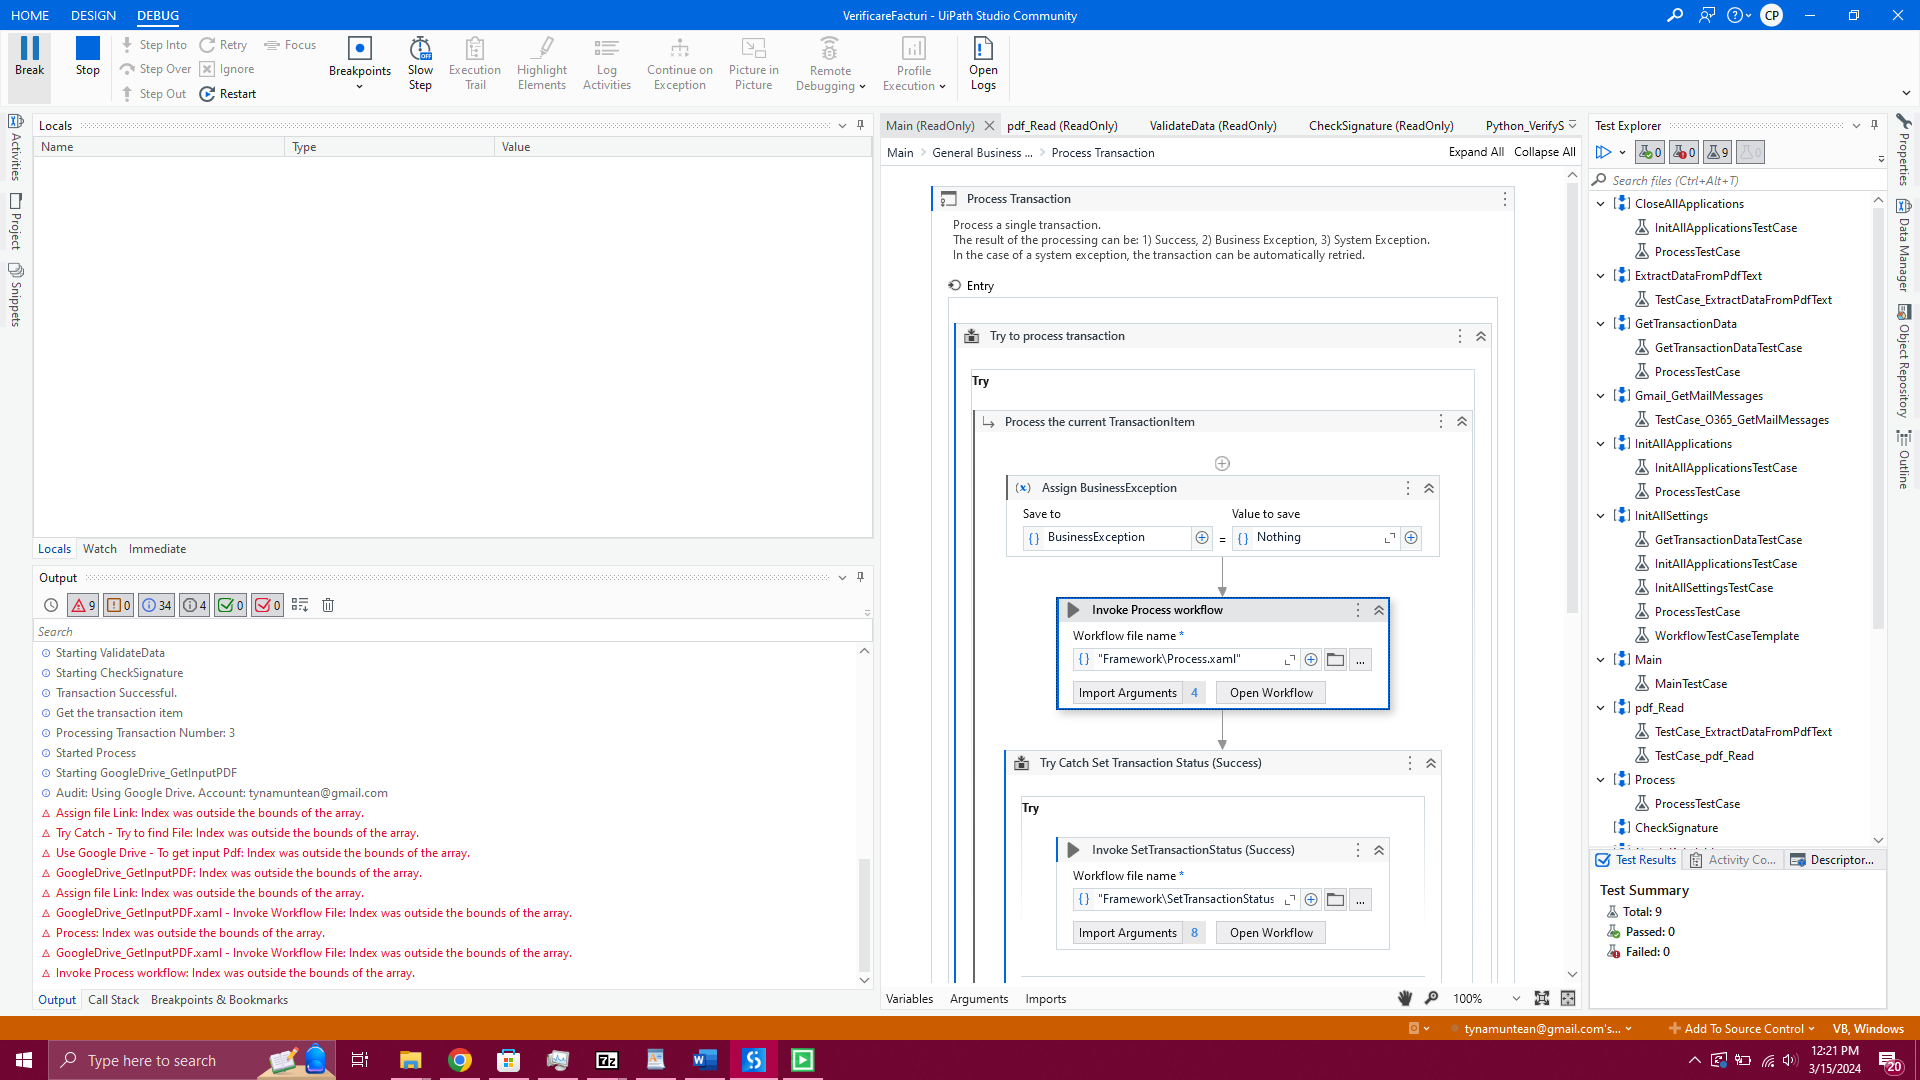 HOME DESIGN DEBUG
VerificareFacturi - UiPath Studio Community
CP
Break
Stop
Step Into
Step Over
Step Out
Retry
Ignore
Restart
Focus
Breakpoints
Slow Step
Execution Trail
Highlight Elements
Log Activities
Continue on Exception
Picture in Picture
Remote Debugging
Profile Execution
Open Logs
Activities
Project
Snippets
Locals
Name Type Value
Locals Watch Immediate
Output
9 0 34 4 0 0
Search
Starting ValidateData
Starting CheckSignature
Transaction Successful.
Get the transaction item
Processing Transaction Number: 3
Started Process
Starting GoogleDrive_GetInputPDF
Audit: Using Google Drive. Account: tynamuntean@gmail.com
Assign file Link: Index was outside the bounds of the array.
Try Catch - Try to find File: Index was outside the bounds of the array.
Use Google Drive - To get input Pdf: Index was outside the bounds of the array.
GoogleDrive_GetInputPDF: Index was outside the bounds of the array.
Assign file Link: Index was outside the bounds of the array.
GoogleDrive_GetInputPDF.xaml - Invoke Workflow File: Index was outside the bounds of the array.
Process: Index was outside the bounds of the array.
GoogleDrive_GetInputPDF.xaml - Invoke Workflow File: Index was outside the bounds of the array.
Invoke Process workflow: Index was outside the bounds of the array.
Output Call Stack Breakpoints & Bookmarks
Main (ReadOnly) pdf_Read (ReadOnly) ValidateData (ReadOnly) CheckSignature (ReadOnly) Python_VerifyS
Main > General Business ... > Process Transaction
Expand All Collapse All
Process Transaction
Process a single transaction.
The result of the processing can be: 1) Success, 2) Business Exception, 3) System Exception.
In the case of a system exception, the transaction can be automatically retried.
Entry
Try to process transaction
Try
Process the current TransactionItem
Assign BusinessException
Save to Value to save
BusinessException = Nothing
Invoke Process workflow
Workflow file name *
"Framework\Process.xaml"
...
Import Arguments 4 Open Workflow
Try Catch Set Transaction Status (Success)
Try
Invoke SetTransactionStatus (Success)
Workflow file name *
"Framework\SetTransactionStatus
...
Import Arguments 8 Open Workflow
Variables Arguments Imports
100%
Test Explorer
0 0 9 0
Search files (Ctrl+Alt+T)
CloseAllApplications
InitAllApplicationsTestCase
ProcessTestCase
ExtractDataFromPdfText
TestCase_ExtractDataFromPdfText
GetTransactionData
GetTransactionDataTestCase
ProcessTestCase
Gmail_GetMailMessages
TestCase_O365_GetMailMessages
InitAllApplications
InitAllApplicationsTestCase
ProcessTestCase
InitAllSettings
GetTransactionDataTestCase
InitAllApplicationsTestCase
InitAllSettingsTestCase
ProcessTestCase
WorkflowTestCaseTemplate
Main
MainTestCase
pdf_Read
TestCase_ExtractDataFromPdfText
TestCase_pdf_Read
Process
ProcessTestCase
CheckSignature
Test Results Activity Co... Descriptor...
Test Summary
Total: 9
Passed: 0
Failed: 0
Properties
Data Manager
Object Repository
Outline
tynamuntean@gmail.com's...
Add To Source Control
VB, Windows
Type here to search
12:21 PM
3/15/2024
20